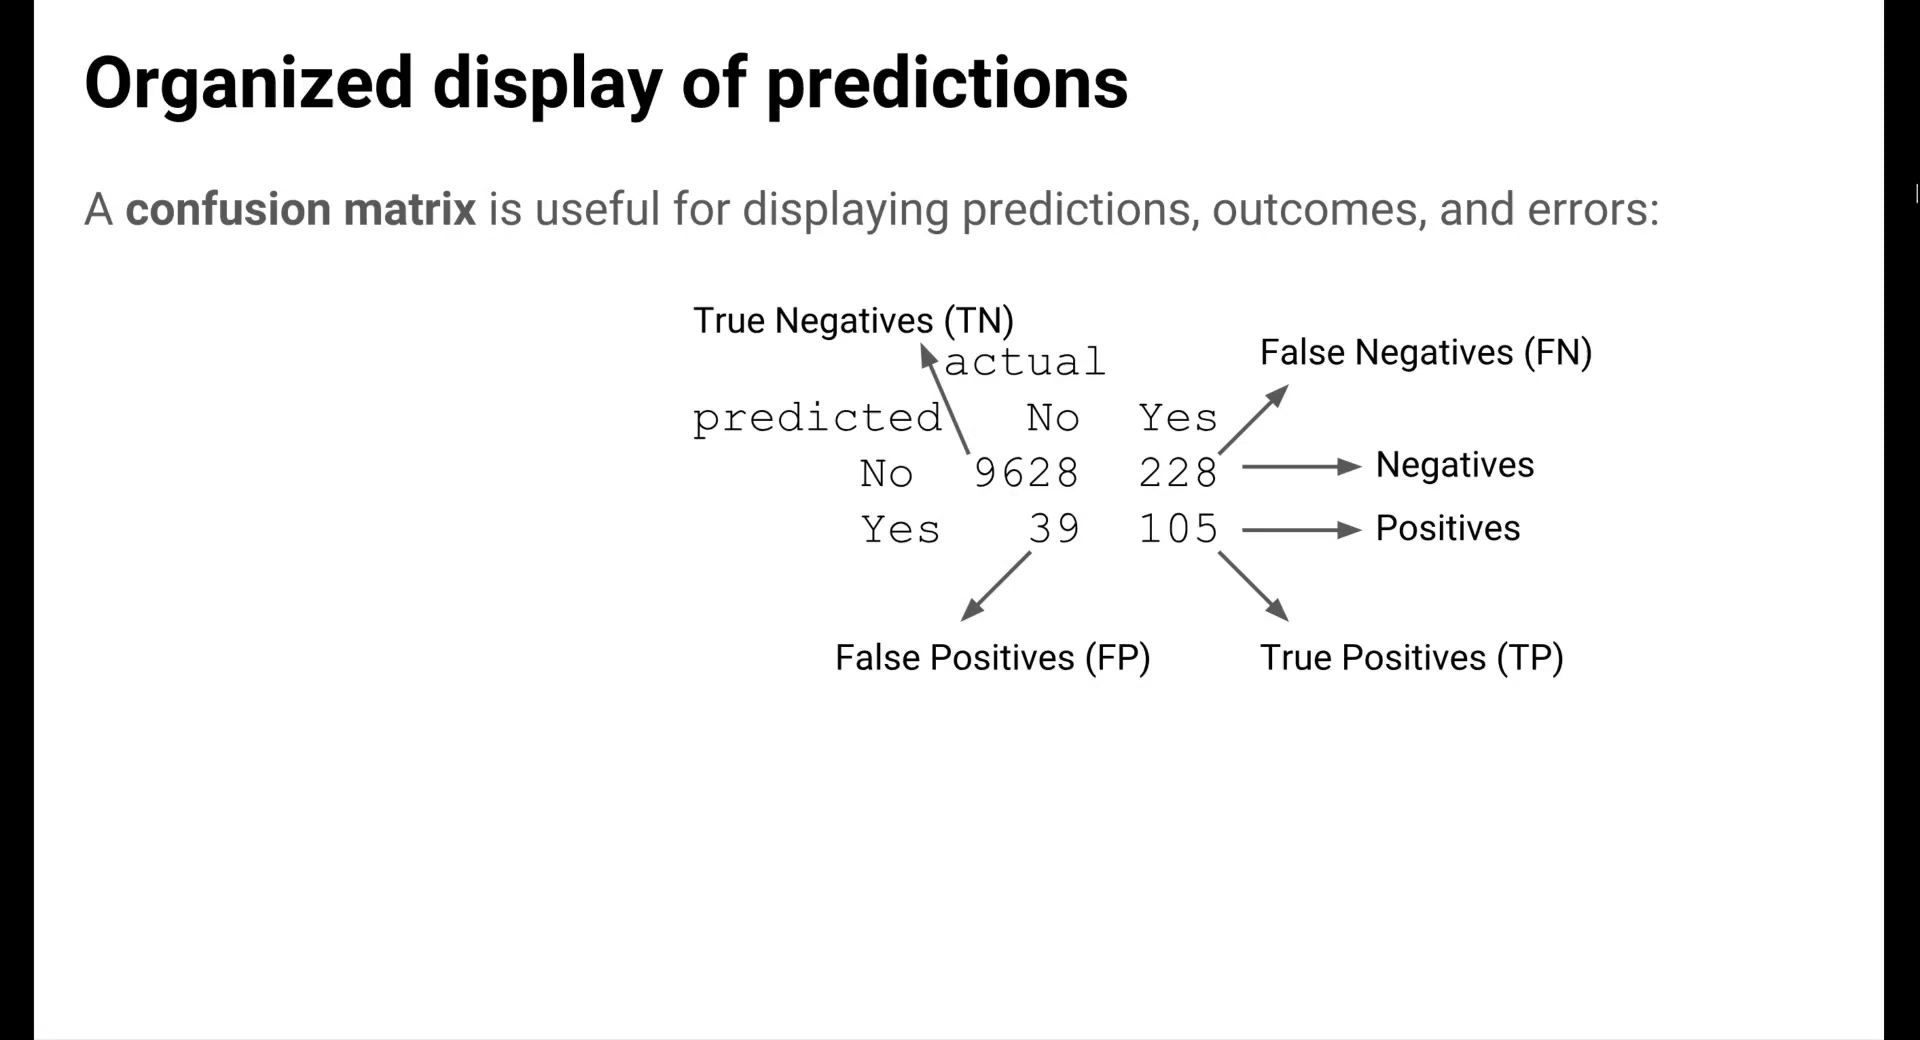 Organized display of predictions
A confusion matrix is useful for displaying predictions, outcomes, and errors:
True Negatives (TN)
actual
False Negatives (FN)
predicted No Yes
No 9628 228 Negatives
Yes 39 105 Positives
False Positives (FP) True Positives (TP)